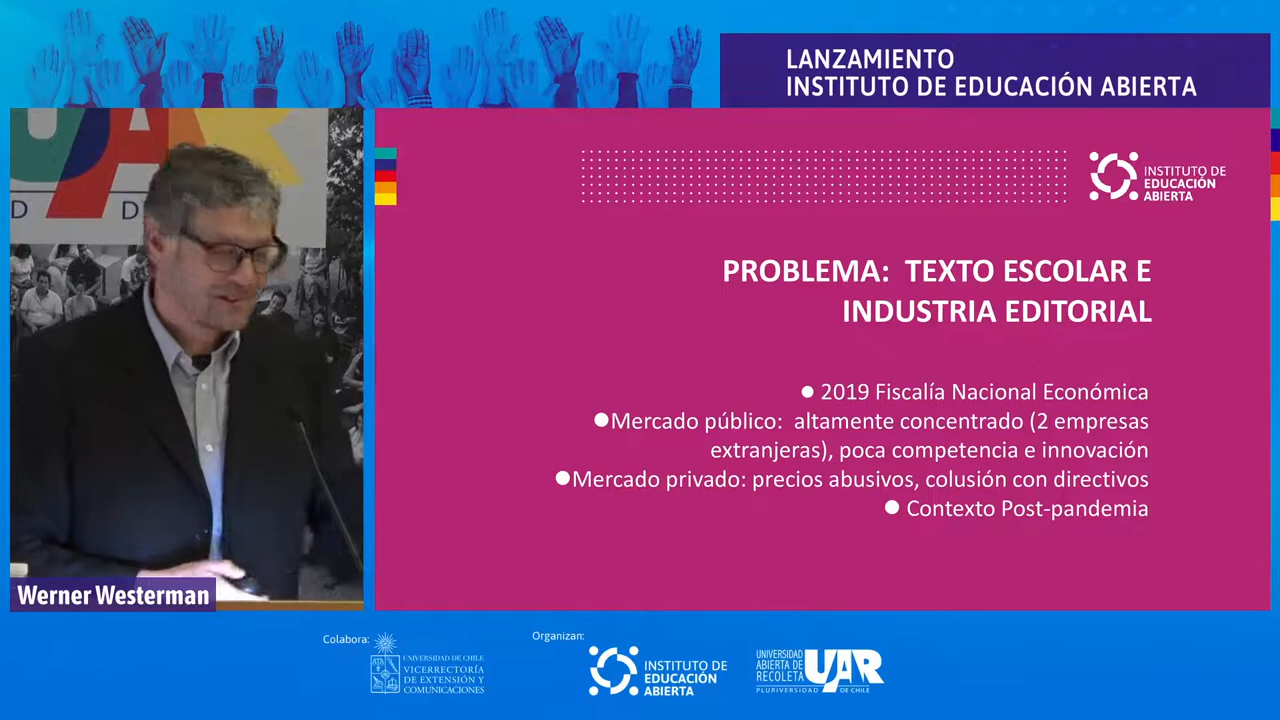 LANZAMIENTO
INSTITUTO DE EDUCACIÓN ABIERTA
INSTITUTO DE
EDUCACIÓN
ABIERTA
PROBLEMA:  TEXTO ESCOLAR E
INDUSTRIA EDITORIAL
● 2019 Fiscalía Nacional Económica
●Mercado público:  altamente concentrado (2 empresas
extranjeras), poca competencia e innovación
●Mercado privado: precios abusivos, colusión con directivos
● Contexto Post-pandemia
UAR
D D
Werner Westerman
Colabora:
UNIVERSIDAD DE CHILE
VICERRECTORÍA
DE EXTENSIÓN Y
COMUNICACIONES
Organizan:
INSTITUTO DE
EDUCACIÓN
ABIERTA
UNIVERSIDAD
ABIERTA DE
RECOLETA
UAR
PLURIVERSIDAD DE CHILE